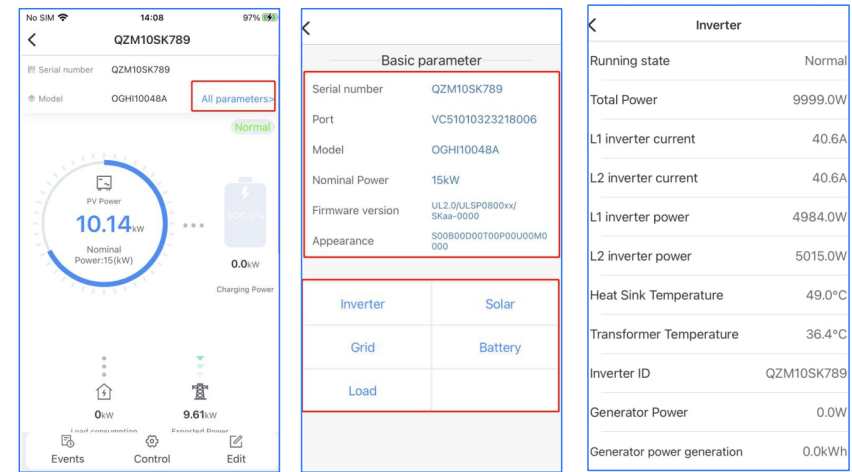 No SIM 14:08 97%
QZM10SK789
Serial number QZM10SK789
Model OGHI10048A All parameters>
Normal
PV Power
10.14kW
Nominal
Power:15(kW)
SOC:0%
0.0kW
Charging Power
0kW 9.61kW
Load consumption Exported Power
Events Control Edit
Basic parameter
Serial number QZM10SK789
Port VC51010323218006
Model OGHI10048A
Nominal Power 15kW
Firmware version UL2.0/ULSP0800xx/
SKaa-0000
Appearance S00B00D00T00P00U00M0
000
Inverter Solar
Grid Battery
Load
Inverter
Running state Normal
Total Power 9999.0W
L1 inverter current 40.6A
L2 inverter current 40.6A
L1 inverter power 4984.0W
L2 inverter power 5015.0W
Heat Sink Temperature 49.0°C
Transformer Temperature 36.4°C
Inverter ID QZM10SK789
Generator Power 0.0W
Generator power generation 0.0kWh